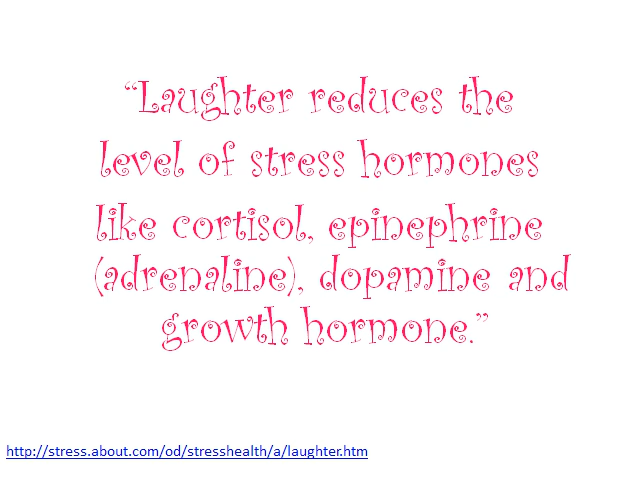 “Laughter reduces the
level of stress hormones
like cortisol, epinephrine
(adrenaline), dopamine and
growth hormone.”
http://stress.about.com/od/stresshealth/a/laughter.htm